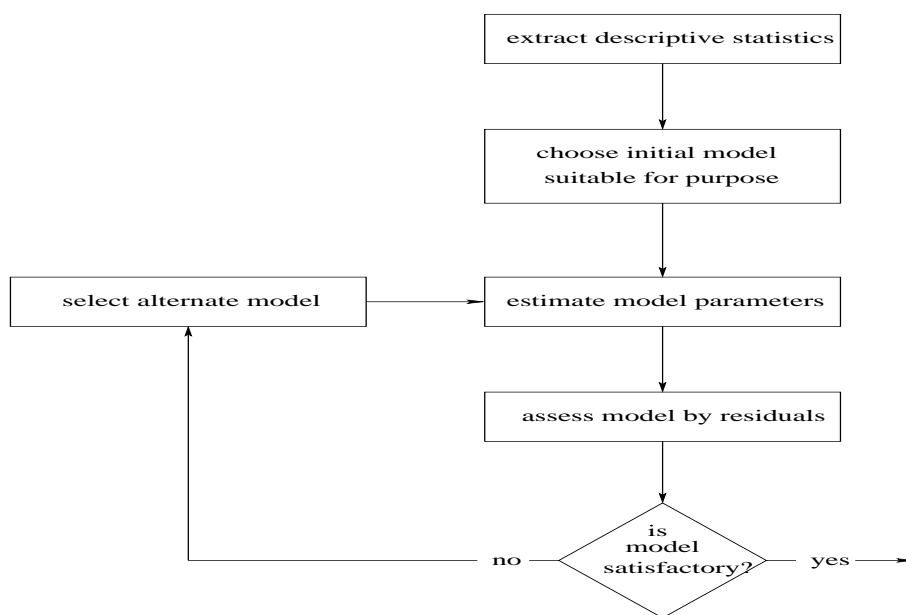 extract descriptive statistics
choose initial model
suitable for purpose
select alternate model
estimate model parameters
assess model by residuals
is
model
satisfactory?
no
yes